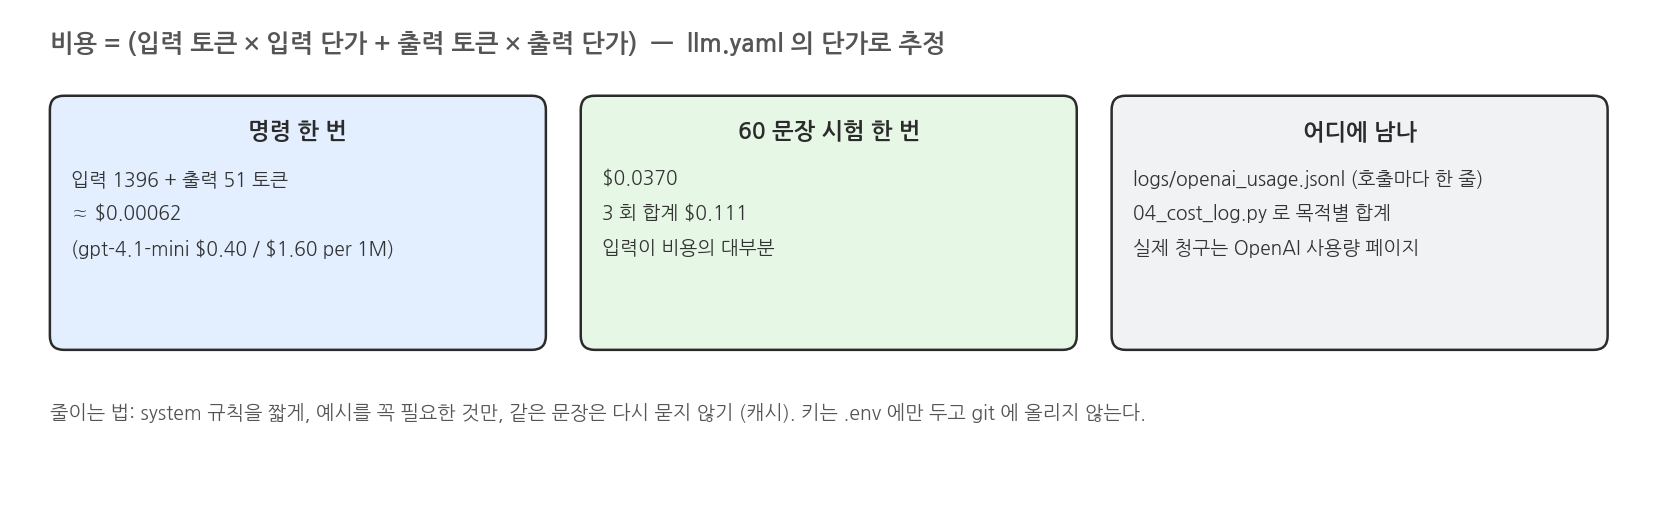 비용 = (입력 토큰 × 입력 단가 + 출력 토큰 × 출력 단가) — llm.yaml 의 단가로 추정
명령 한 번
입력 1396 + 출력 51 토큰
≈ $0.00062
(gpt-4.1-mini $0.40 / $1.60 per 1M)
60 문장 시험 한 번
$0.0370
3 회 합계 $0.111
입력이 비용의 대부분
어디에 남나
logs/openai_usage.jsonl (호출마다 한 줄)
04_cost_log.py 로 목적별 합계
실제 청구는 OpenAI 사용량 페이지
줄이는 법: system 규칙을 짧게, 예시를 꼭 필요한 것만, 같은 문장은 다시 묻지 않기 (캐시). 키는 .env 에만 두고 git 에 올리지 않는다.